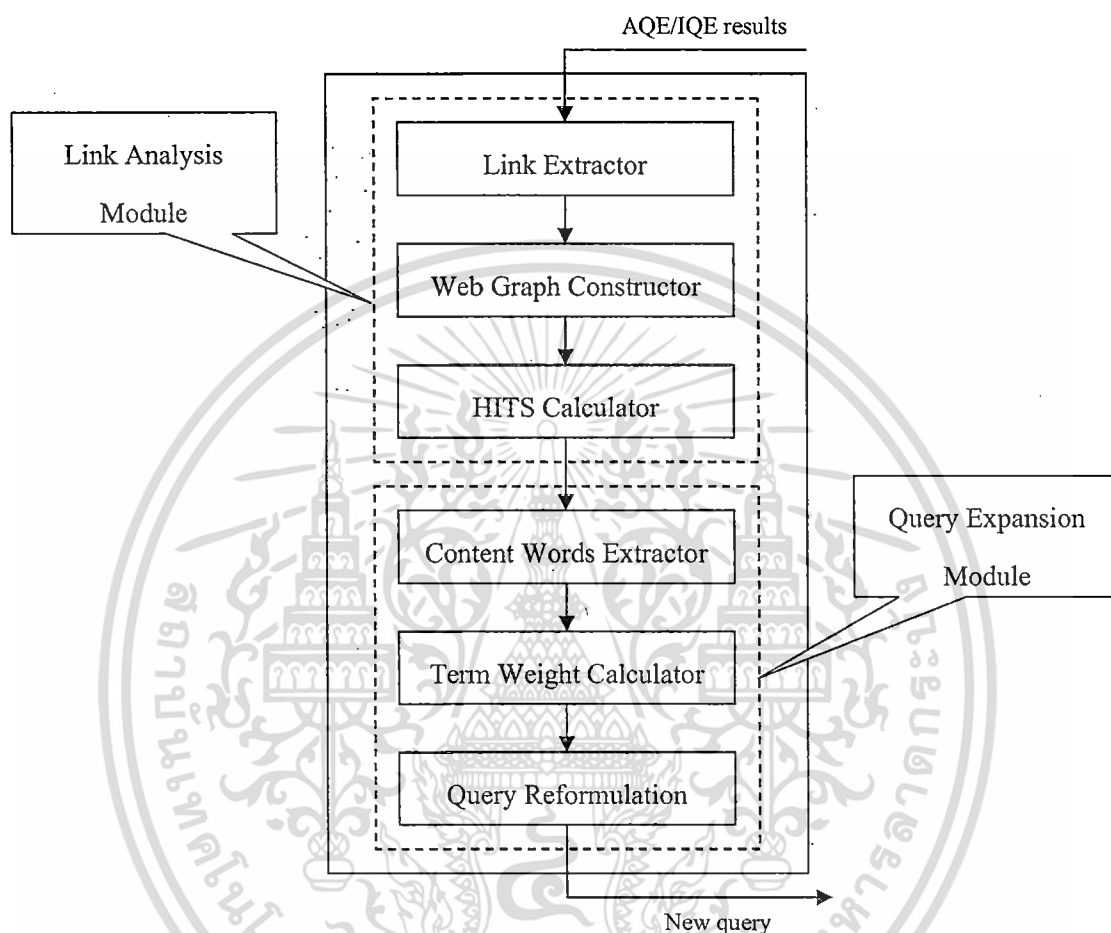 AQE/IQE results
Link Analysis
Module
Link Extractor
Web Graph Constructor
HITS Calculator
Content Words Extractor
Query Expansion
Module
Term Weight Calculator
Query Reformulation
New query